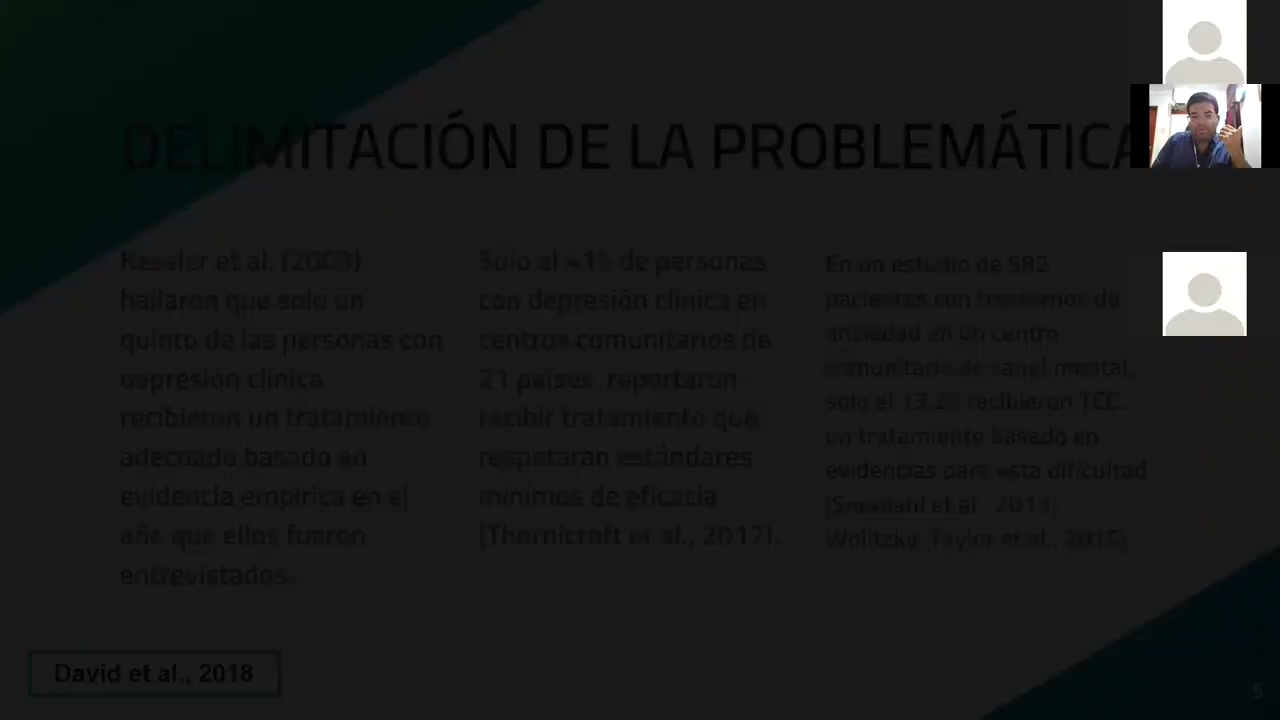 DELIMITACIÓN DE LA PROBLEMÁTICA
Kessler et al. (2003)
hallaron que solo un
quinto de las personas con
depresión clínica
recibieron un tratamiento
adecuado basado en
evidencia empírica en el
año que ellos fueron
entrevistados.
Solo el 41% de personas
con depresión clínica en
centros comunitarios de
21 países, reportaron
recibir tratamiento que
respetaran estándares
mínimos de eficacia
(Thornicroft et al., 2017).
En un estudio de 582
pacientes con trastornos de
ansiedad en un centro
comunitario de salud mental,
solo el 13.2% recibieron TCC
un tratamiento basado en
evidencias para esta dificultad
et al., 2013;
Wolitzky-Taylor et al., 2015)
David et al., 2018
5